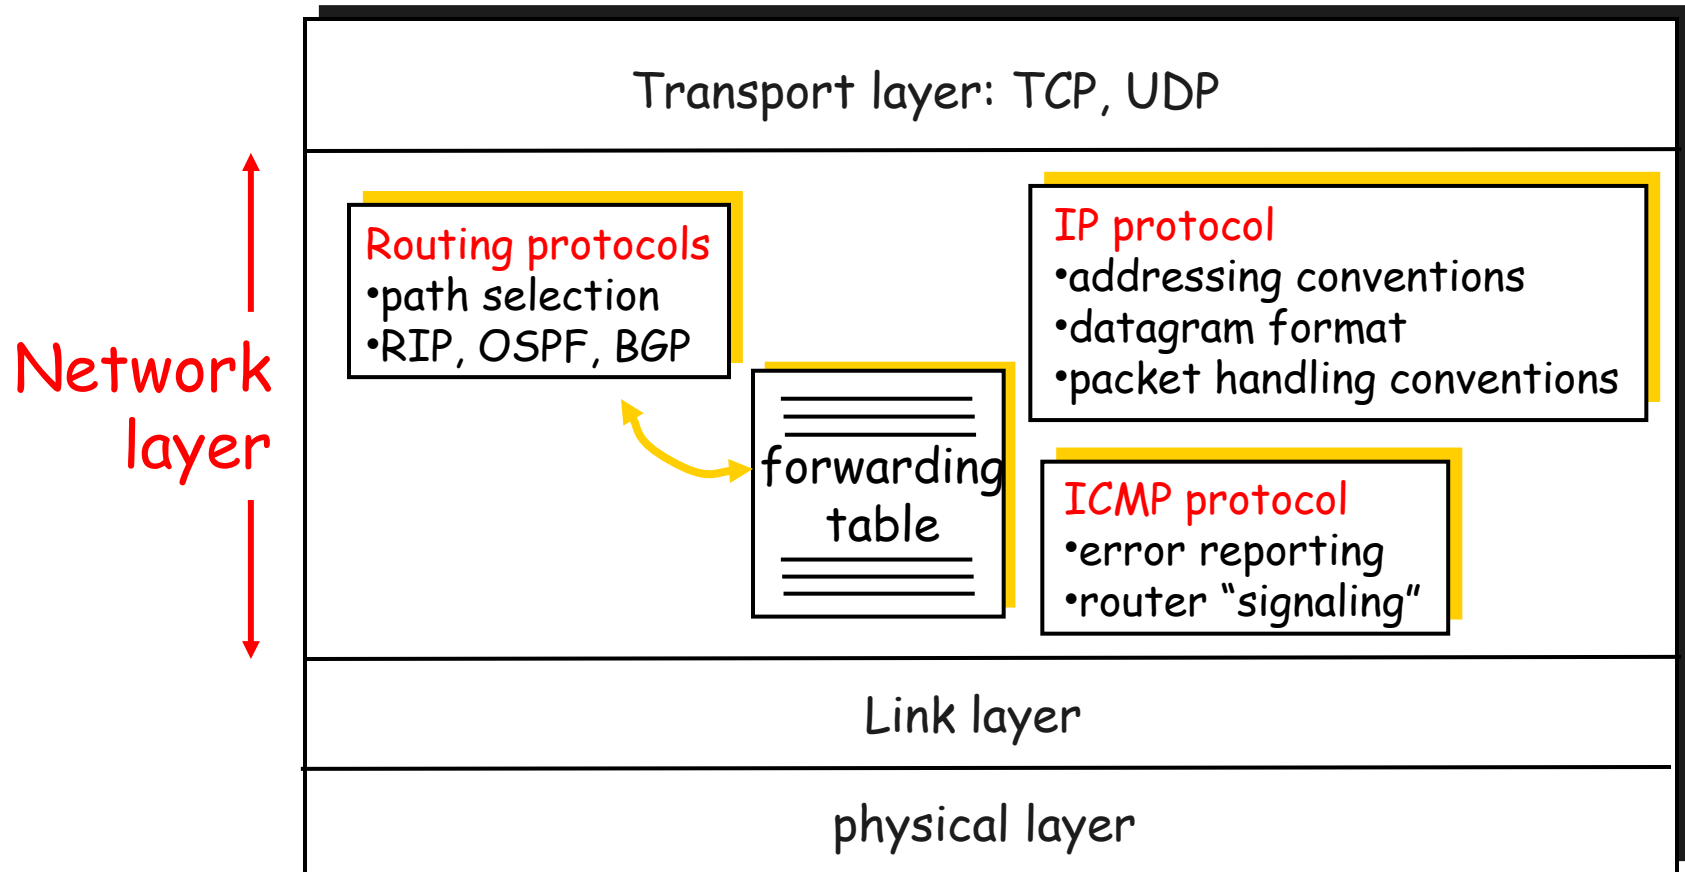 Transport layer: TCP, UDP
Network
layer
Routing protocols
•path selection
•RIP, OSPF, BGP
forwarding
table
IP protocol
•addressing conventions
•datagram format
•packet handling conventions
ICMP protocol
•error reporting
•router “signaling”
Link layer
physical layer